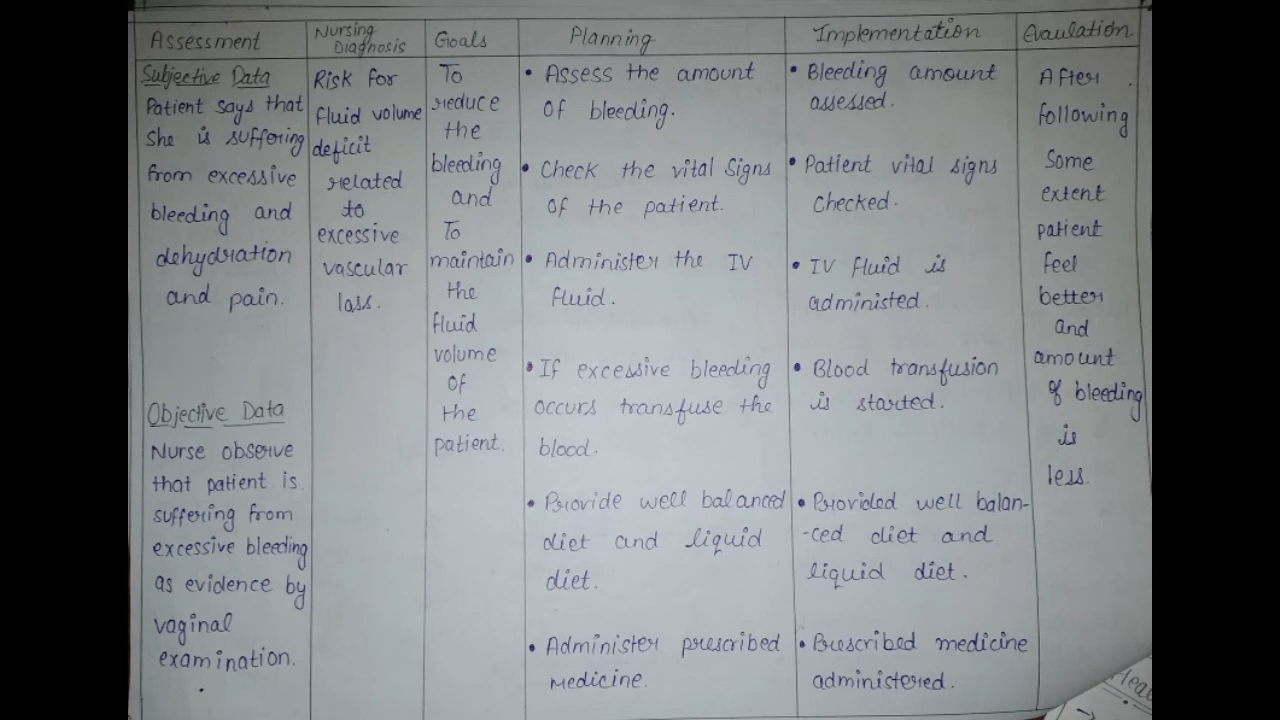 Assessment
Subjective Data
Patient says that
She is suffering
from excessive
bleeding and
dehydration
and pain.
Objective Data
Nurse observe
that patient is
suffering from
excessive bleeding
as evidence by
vaginal
examination.
Nursing
Diagnosis
Risk for
fluid volume
deficit
related
to
excessive
vascular
loss.
Goals
To
reduce
the
bleeding
and
To
maintain
the
fluid
volume
of
the
patient.
Planning
• Assess the amount
of bleeding.
• Check the vital Signs
of the patient.
• Administer the IV
fluid.
• If excessive bleeding
occurs transfuse the
blood.
• Provide well balanced
diet and liquid
diet.
• Administer prescribed
Medicine.
Implementation
• Bleeding amount
assessed.
• Patient vital signs
checked.
• IV fluid is
administed.
• Blood transfusion
is started.
• Provided well balan-
-ced diet and
liquid diet.
• Prescribed medicine
administered.
Evaulation
After
following
Some
extent
patient
feel
better
and
amount
of bleeding
is
less.